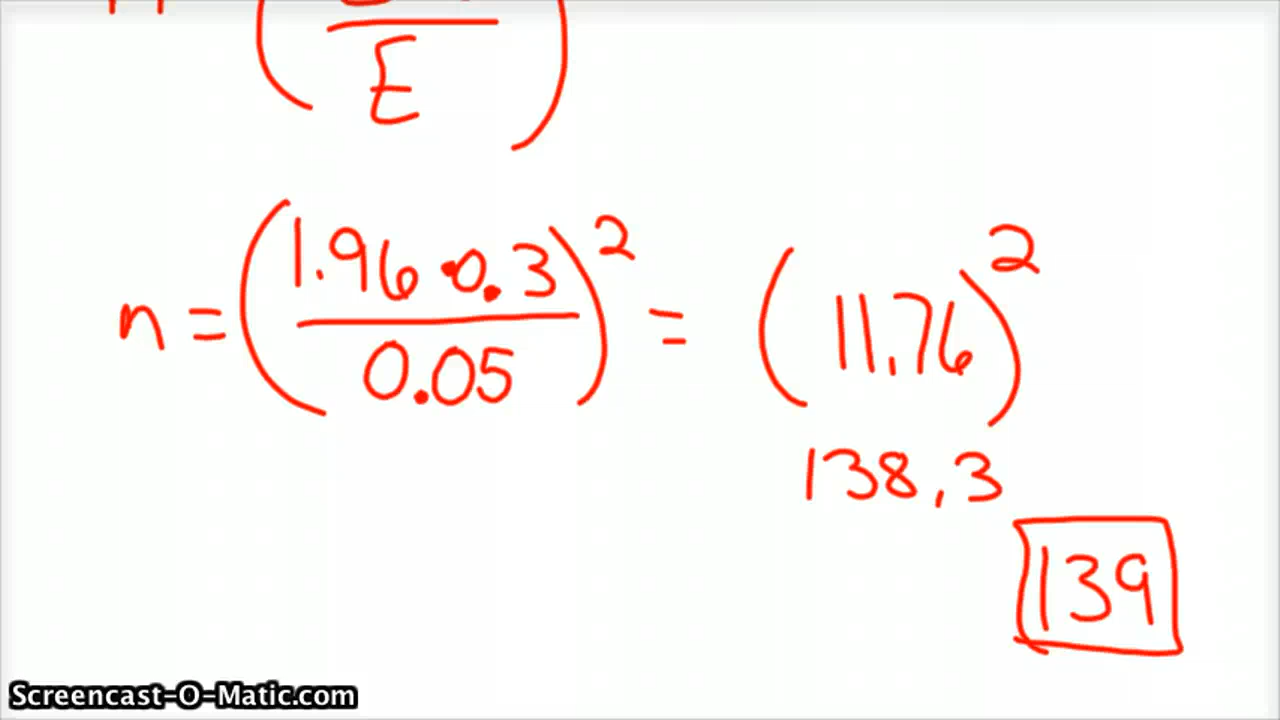 E
n = (1.96 · 0.3 / 0.05)² = (11.76)²
138.3
139
Screencast-O-Matic.com